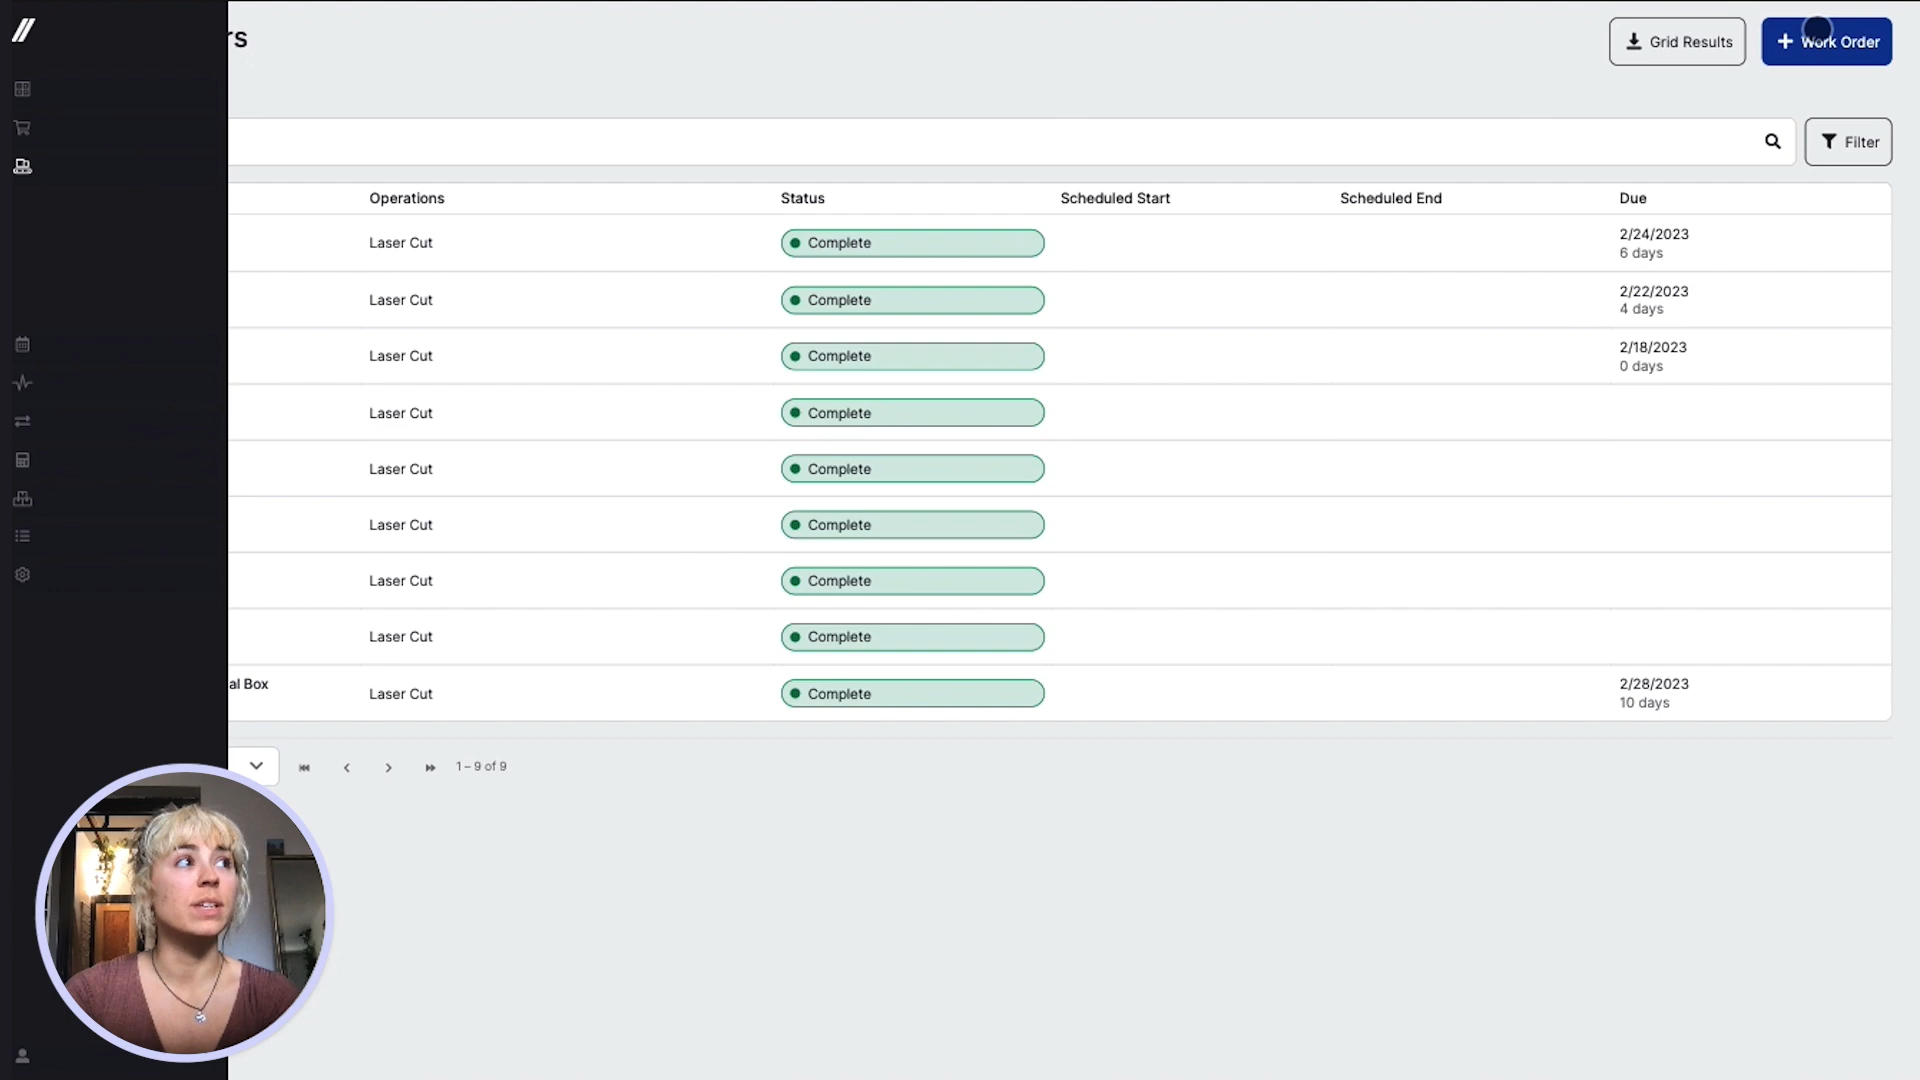 rs
Grid Results
Work Order
Filter
Operations Status Scheduled Start Scheduled End Due
Laser Cut Complete 2/24/2023
6 days
Laser Cut Complete 2/22/2023
4 days
Laser Cut Complete 2/18/2023
0 days
Laser Cut Complete
Laser Cut Complete
Laser Cut Complete
Laser Cut Complete
Laser Cut Complete
al Box Laser Cut Complete 2/28/2023
10 days
1 – 9 of 9